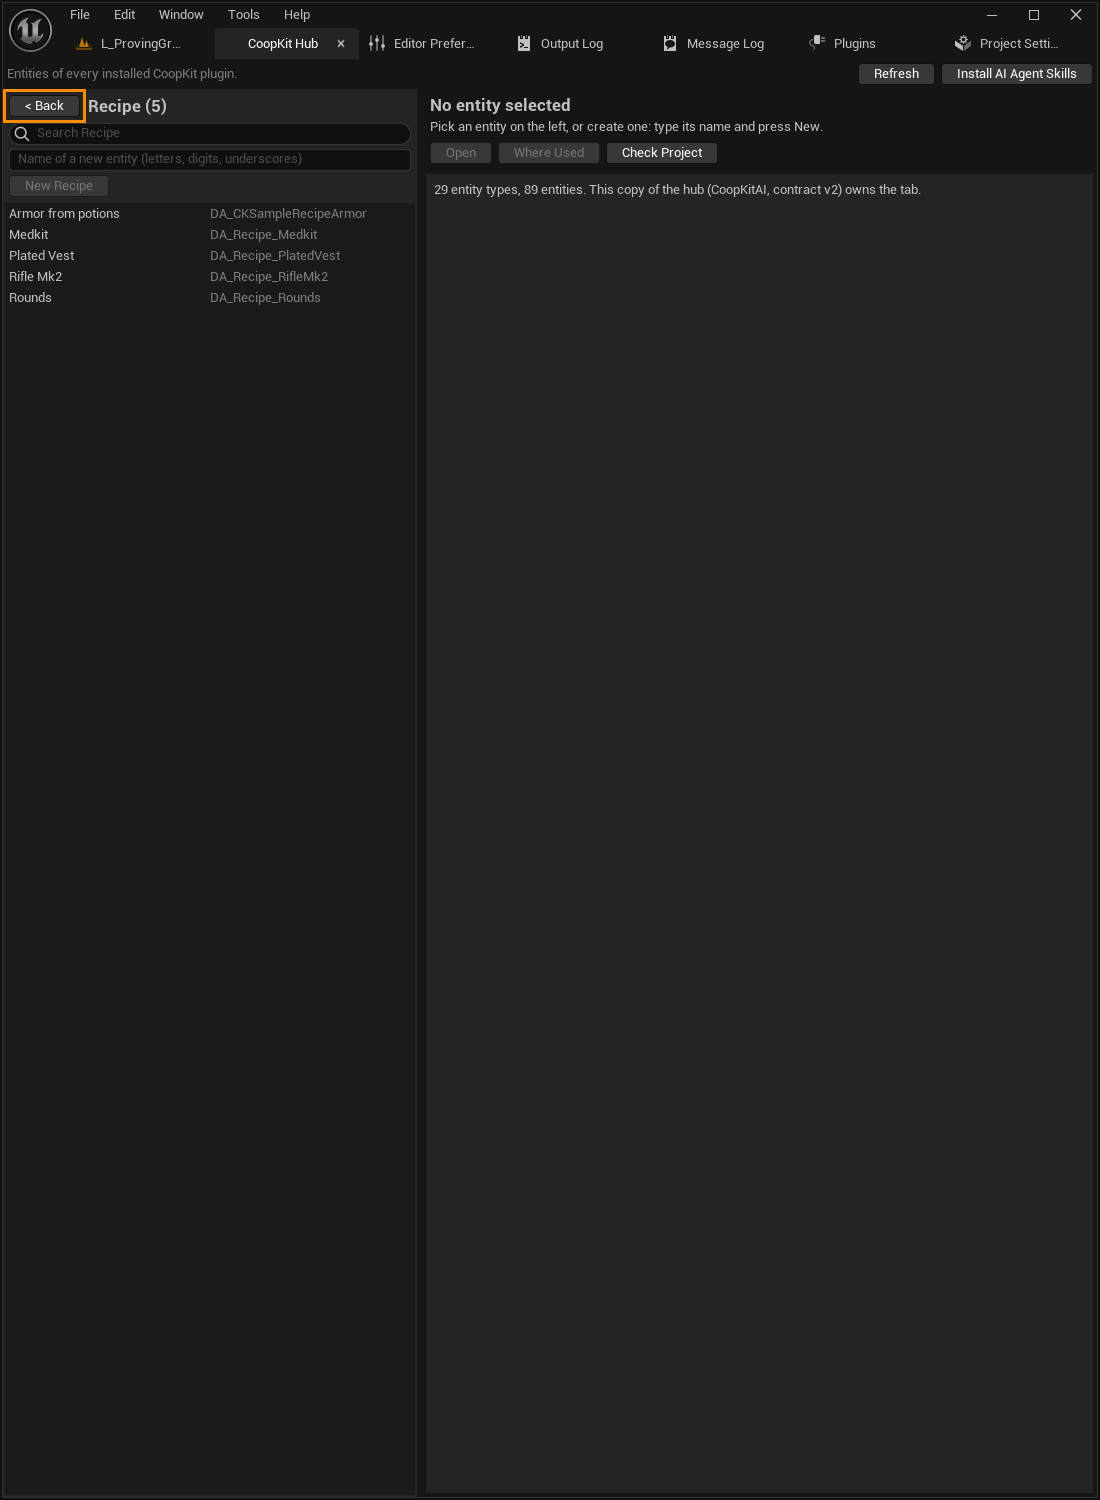 File Edit Window Tools Help
L_ProvingGr... CoopKit Hub × Editor Prefer... Output Log Message Log Plugins Project Setti...
Entities of every installed CoopKit plugin. Refresh Install AI Agent Skills
< Back Recipe (5)
Search Recipe
Name of a new entity (letters, digits, underscores)
New Recipe
Armor from potions DA_CKSampleRecipeArmor
Medkit DA_Recipe_Medkit
Plated Vest DA_Recipe_PlatedVest
Rifle Mk2 DA_Recipe_RifleMk2
Rounds DA_Recipe_Rounds
No entity selected
Pick an entity on the left, or create one: type its name and press New.
Open Where Used Check Project
29 entity types, 89 entities. This copy of the hub (CoopKitAI, contract v2) owns the tab.